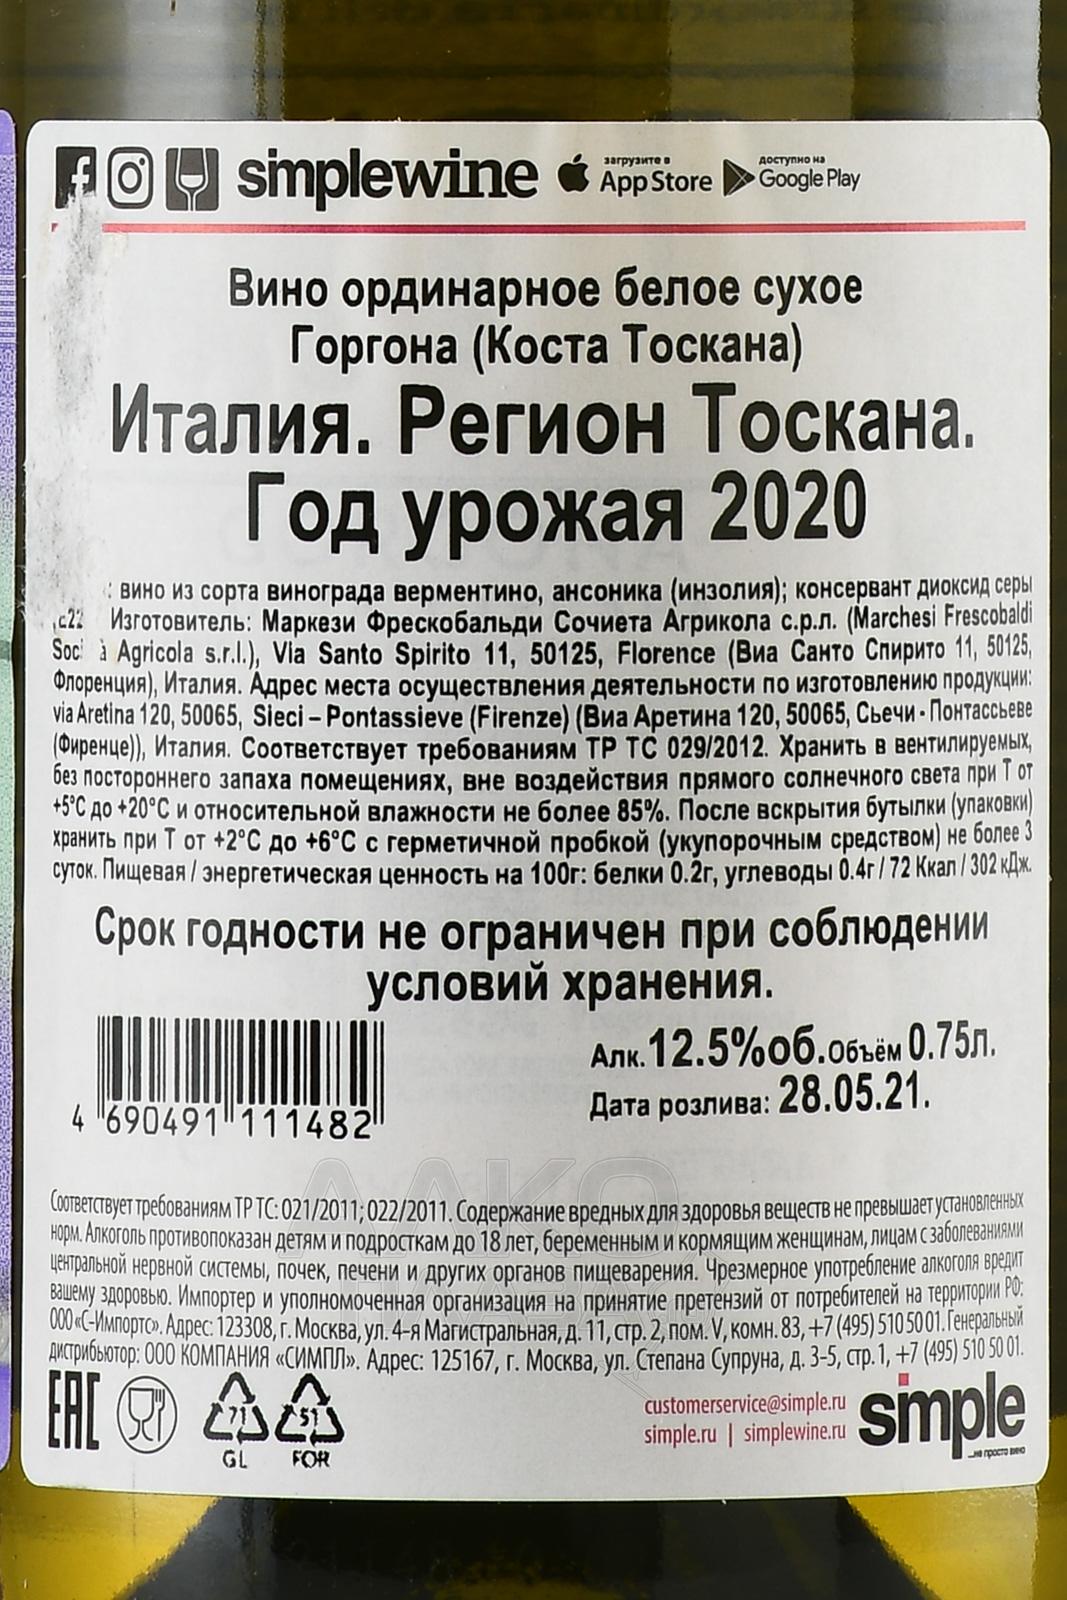 simplewine загрузите в App Store доступно на Google Play
Вино ординарное белое сухое
Горгона (Коста Тоскана)
Италия. Регион Тоскана.
Год урожая 2020
: вино из сорта винограда верментино, ансоника (инзолия); консервант диоксид серы
Изготовитель: Маркези Фрескобальди Сочиета Агрикола с.р.л. (Marchesi Frescobaldi
Agricola s.r.l.), Via Santo Spirito 11, 50125, Florence (Виа Санто Спирито 11, 50125,
Флоренция), Италия. Адрес места осуществления деятельности по изготовлению продукции:
via Aretina 120, 50065, Sieci – Pontassieve (Firenze) (Виа Аретина 120, 50065, Сьечи - Понтассьеве
(Фиренце)), Италия. Соответствует требованиям ТР ТС 029/2012. Хранить в вентилируемых,
без постороннего запаха помещениях, вне воздействия прямого солнечного света при Т от
+5°С до +20°С и относительной влажности не более 85%. После вскрытия бутылки (упаковки)
хранить при Т от +2°С до +6°С с герметичной пробкой (укупорочным средством) не более 3
суток. Пищевая / энергетическая ценность на 100г: белки 0.2г, углеводы 0.4г / 72 Ккал / 302 кДж.
Срок годности не ограничен при соблюдении
условий хранения.
Алк. 12.5%об. Объём 0.75л.
Дата розлива: 28.05.21.
4 690491 111482
Соответствует требованиям ТР ТС: 021/2011; 022/2011. Содержание вредных для здоровья веществ не превышает установленных
норм. Алкоголь противопоказан детям и подросткам до 18 лет, беременным и кормящим женщинам, лицам с заболеваниями
центральной нервной системы, почек, печени и других органов пищеварения. Чрезмерное употребление алкоголя вредит
вашему здоровью. Импортер и уполномоченная организация на принятие претензий от потребителей на территории РФ:
ООО «С-Импортс». Адрес: 123308, г. Москва, ул. 4-я Магистральная, д. 11, стр. 2, пом. V, комн. 83, +7 (495) 510 50 01. Генеральный
дистрибьютор: ООО КОМПАНИЯ «СИМПЛ». Адрес: 125167, г. Москва, ул. Степана Супруна, д. 3-5, стр.1, +7 (495) 510 50 01.
EAC
71
GL
51
FOR
customerservice@simple.ru
simple.ru | simplewine.ru
simple
...не просто вино